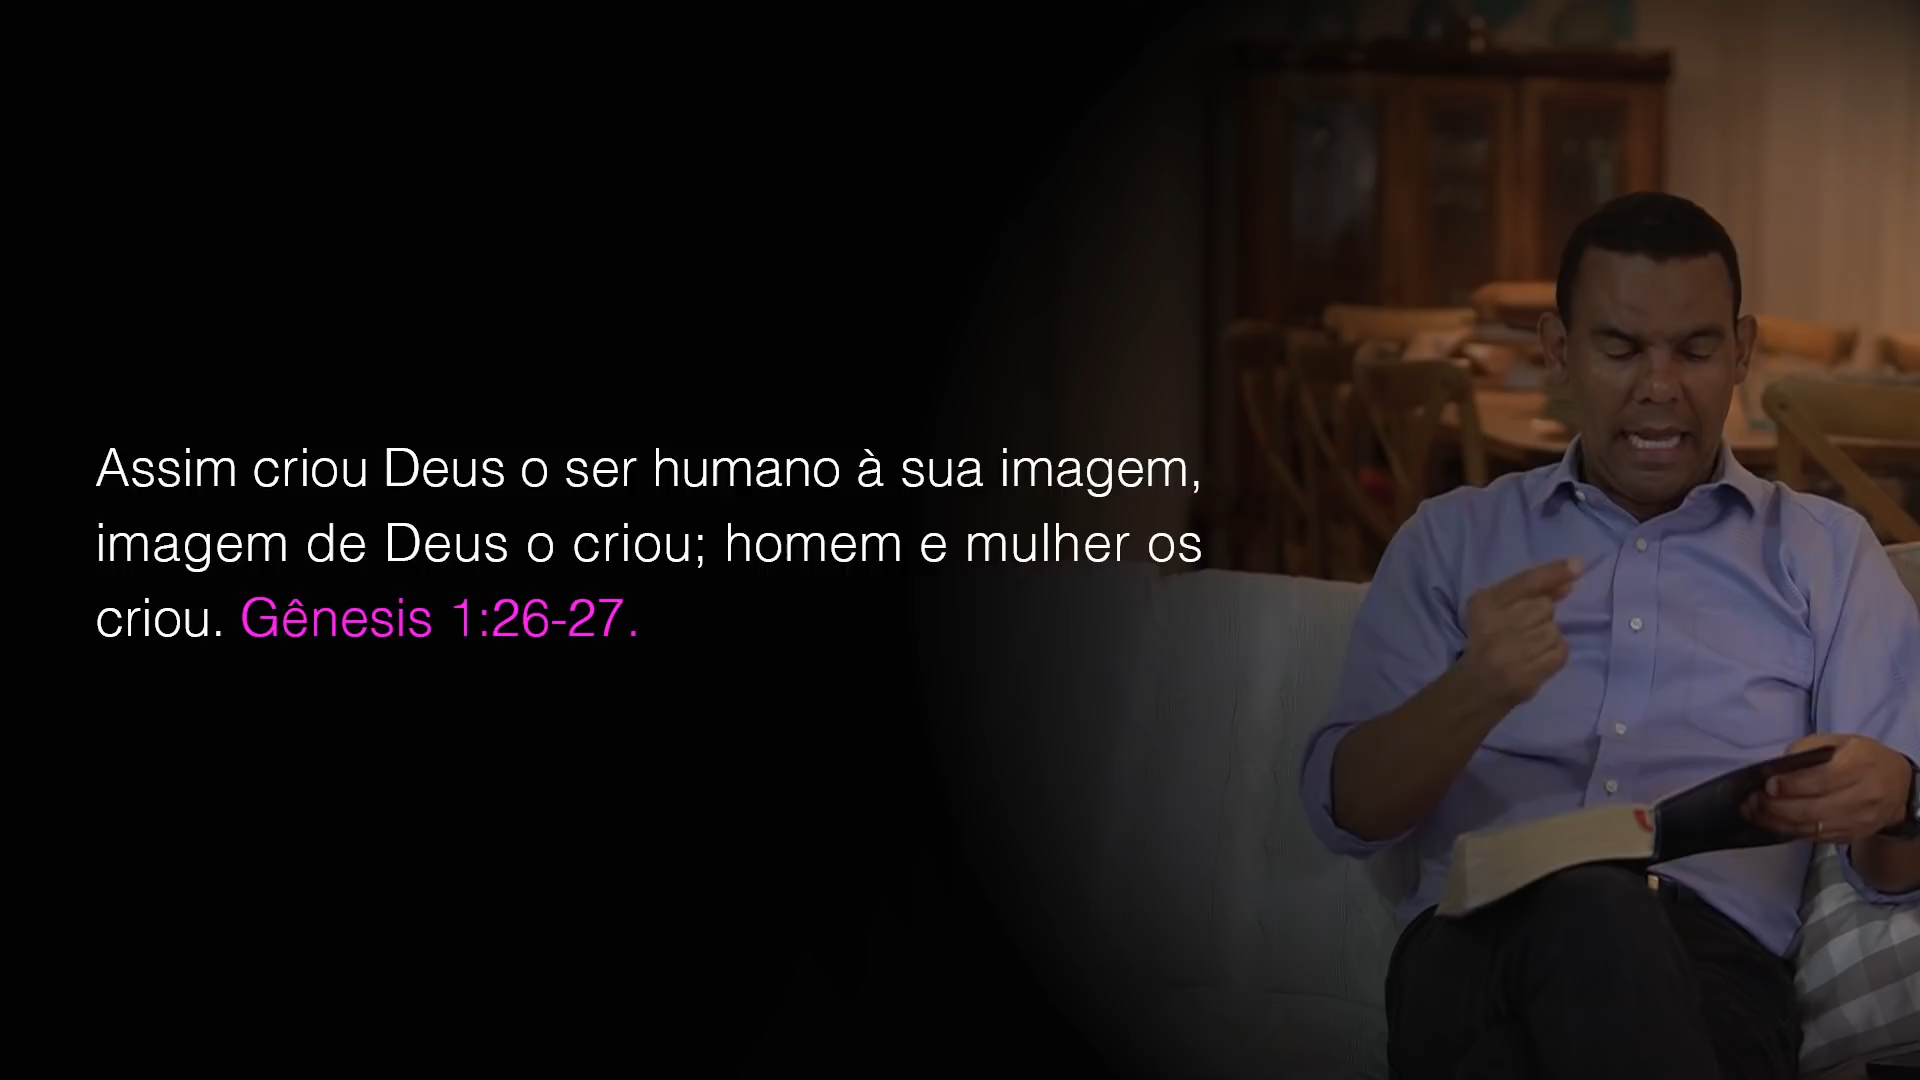 Assim criou Deus o ser humano à sua imagem,
imagem de Deus o criou; homem e mulher os
criou. Gênesis 1:26-27.